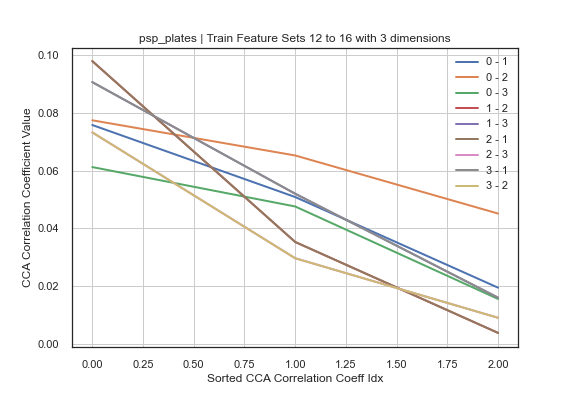 psp_plates | Train Feature Sets 12 to 16 with 3 dimensions
0.10
0.08
0.06
0.04
0.02
0.00
CCA Correlation Coefficient Value
0 - 1
0 - 2
0 - 3
1 - 2
1 - 3
2 - 1
2 - 3
3 - 1
3 - 2
0.00 0.25 0.50 0.75 1.00 1.25 1.50 1.75 2.00
Sorted CCA Correlation Coeff Idx